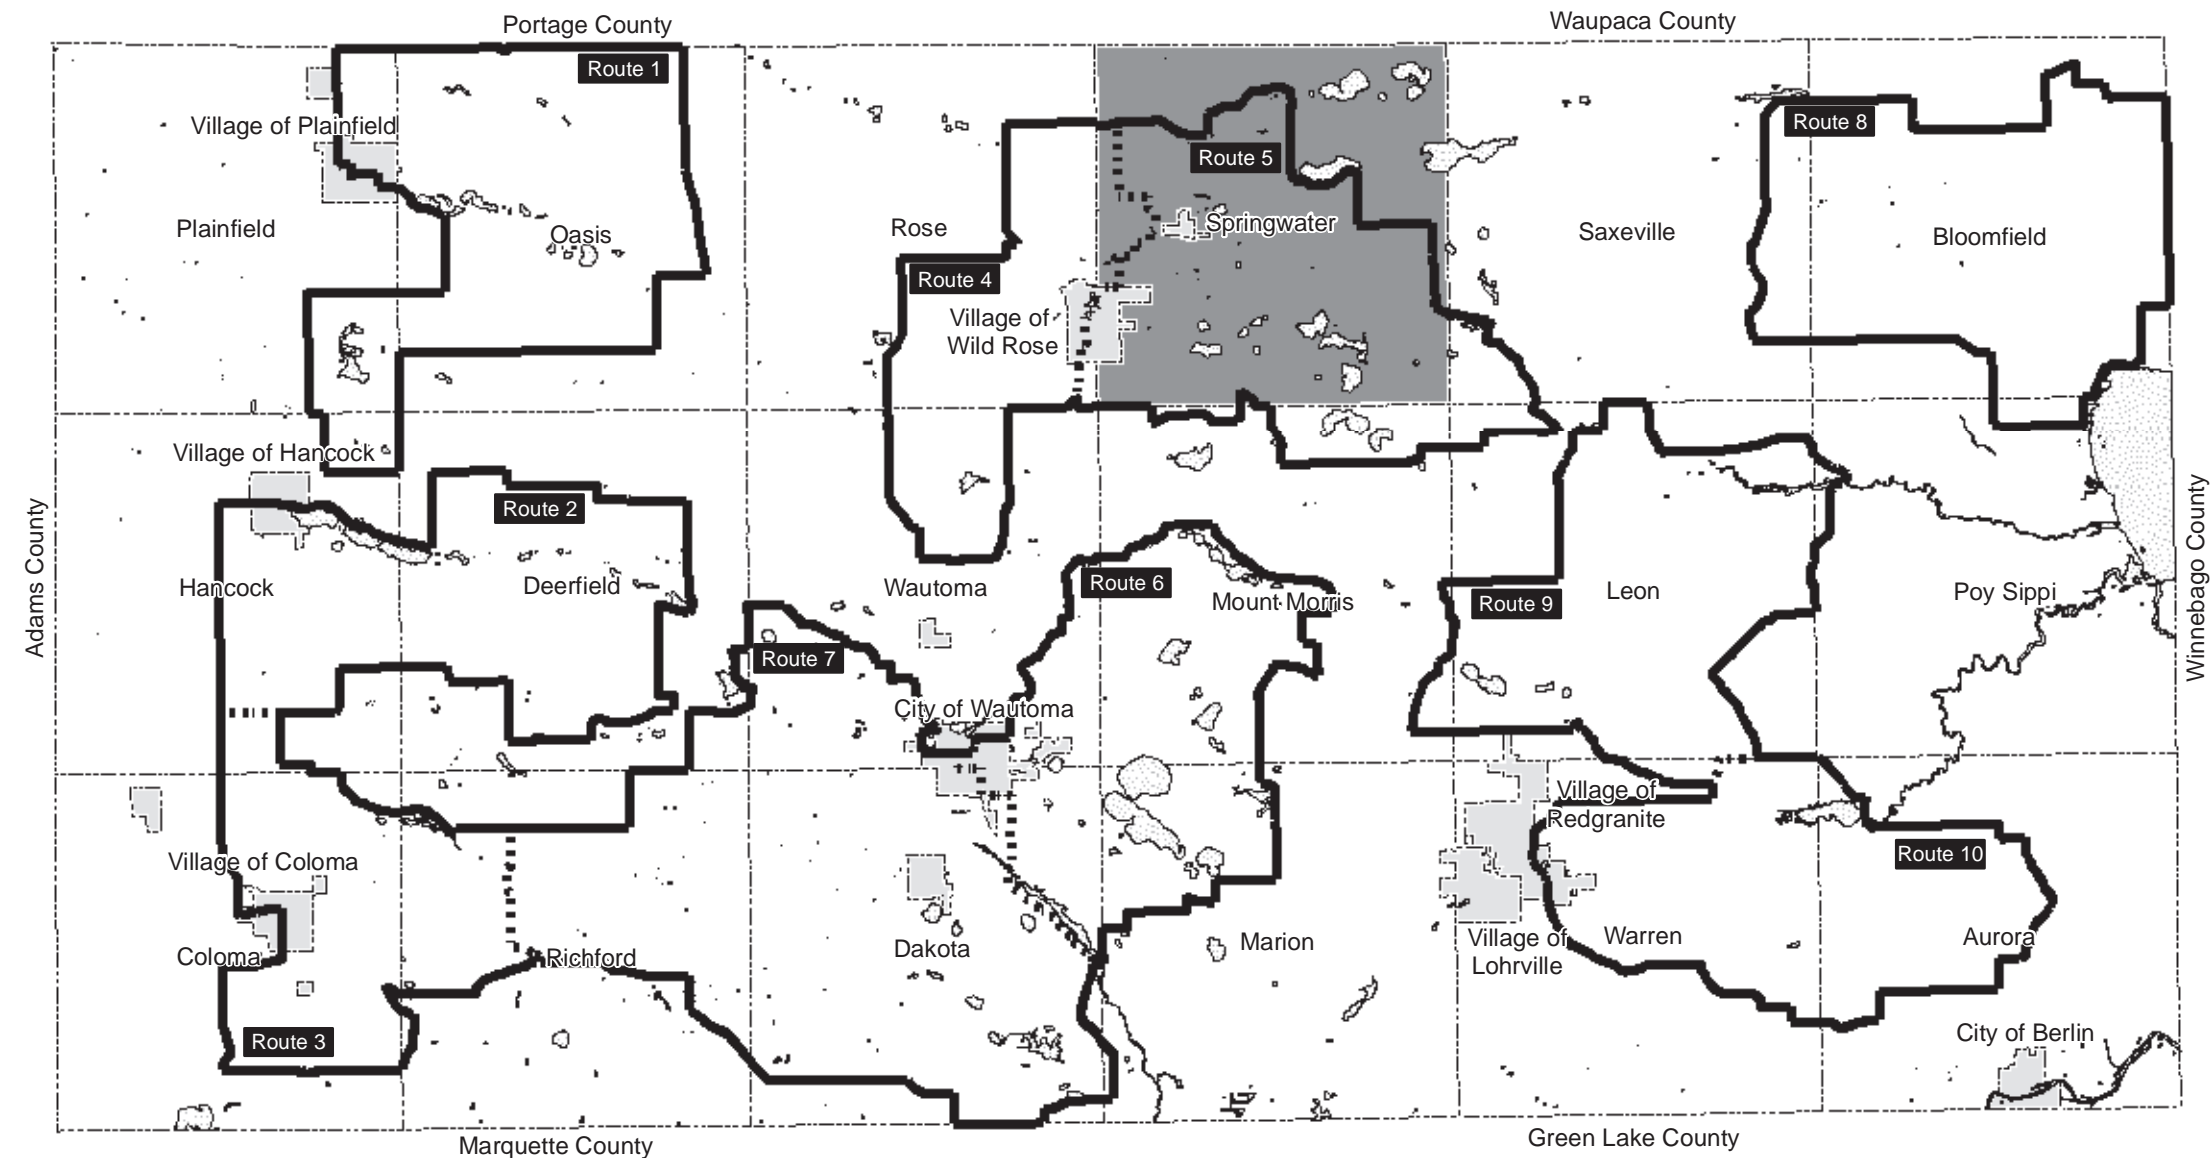 Portage County
Waupaca County
Route 1
Route 8
Village of Plainfield
Route 5
Plainfield
Oasis
Rose
Springwater
Saxeville
Bloomfield
Route 4
Village of
Wild Rose
Village of Hancock
Route 2
Adams County
Winnebago County
Hancock
Deerfield
Wautoma
Route 6
Mount Morris
Route 9
Leon
Poy Sippi
Route 7
City of Wautoma
Village of
Redgranite
Village of Coloma
Route 10
Coloma
Richford
Dakota
Marion
Village of
Lohrville
Warren
Aurora
Route 3
City of Berlin
Marquette County
Green Lake County